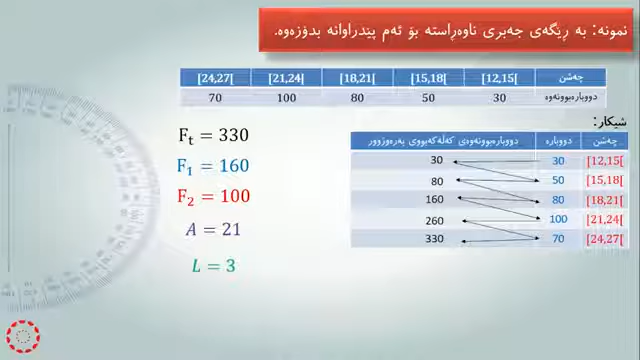 نمونە: بە ڕێگەی جەبری ناوەڕاستە بۆ ئەم پێدراوانە بدۆزەوە.
چەشن [12,15[ [15,18[ [18,21[ [21,24[ [24,27[
دووبارەبوونەوە 30 50 80 100 70
شیکار:
چەشن دووبارە دووبارەبوونەوەی کەڵەکەبووی بەرەوژوور
[12,15[ 30 30
[15,18[ 50 80
[18,21[ 80 160
[21,24[ 100 260
[24,27[ 70 330
Ft = 330
F1 = 160
F2 = 100
A = 21
L = 3